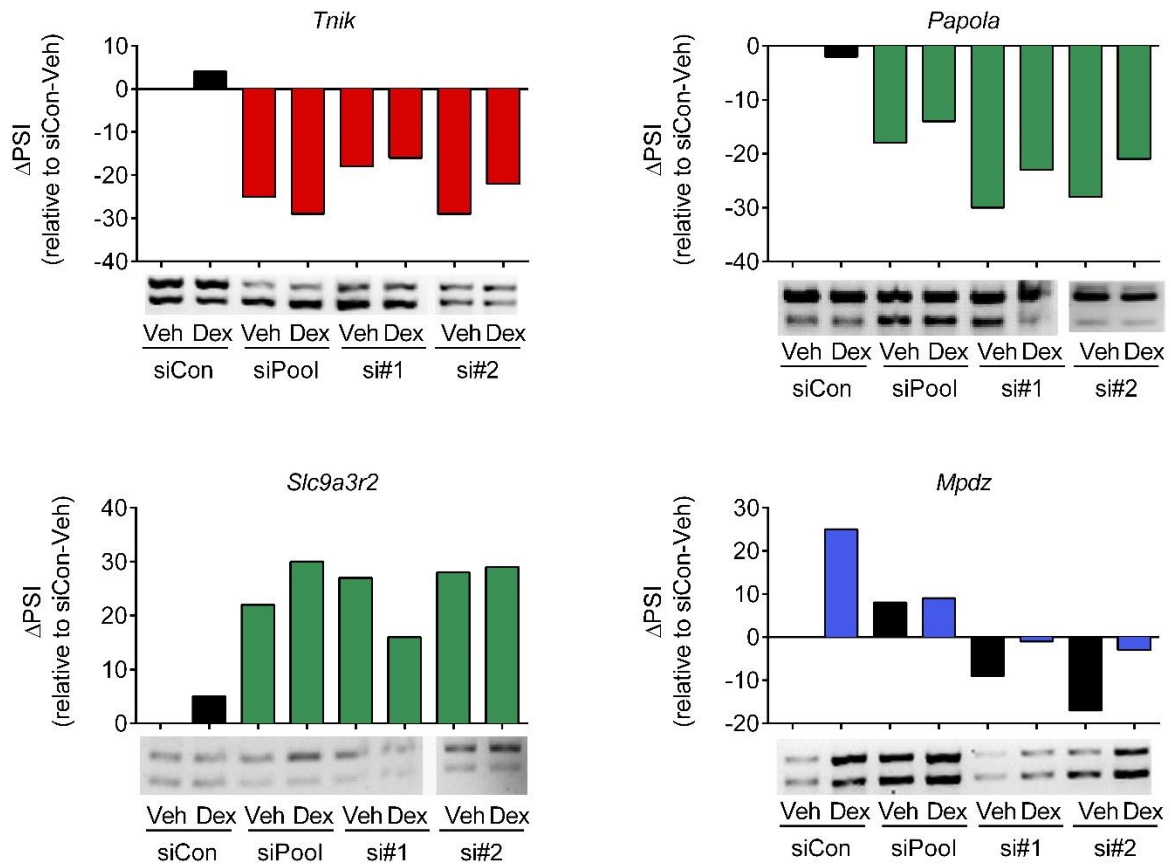 Tnik
ΔPSI
(relative to siCon-Veh)
10
0
-10
-20
-30
-40
Veh Dex Veh Dex Veh Dex Veh Dex
siCon siPool si#1 si#2
Papola
ΔPSI
(relative to siCon-Veh)
0
-10
-20
-30
-40
Veh Dex Veh Dex Veh Dex Veh Dex
siCon siPool si#1 si#2
Slc9a3r2
ΔPSI
(relative to siCon-Veh)
40
30
20
10
0
Veh Dex Veh Dex Veh Dex Veh Dex
siCon siPool si#1 si#2
Mpdz
ΔPSI
(relative to siCon-Veh)
30
20
10
0
-10
-20
Veh Dex Veh Dex Veh Dex Veh Dex
siCon siPool si#1 si#2